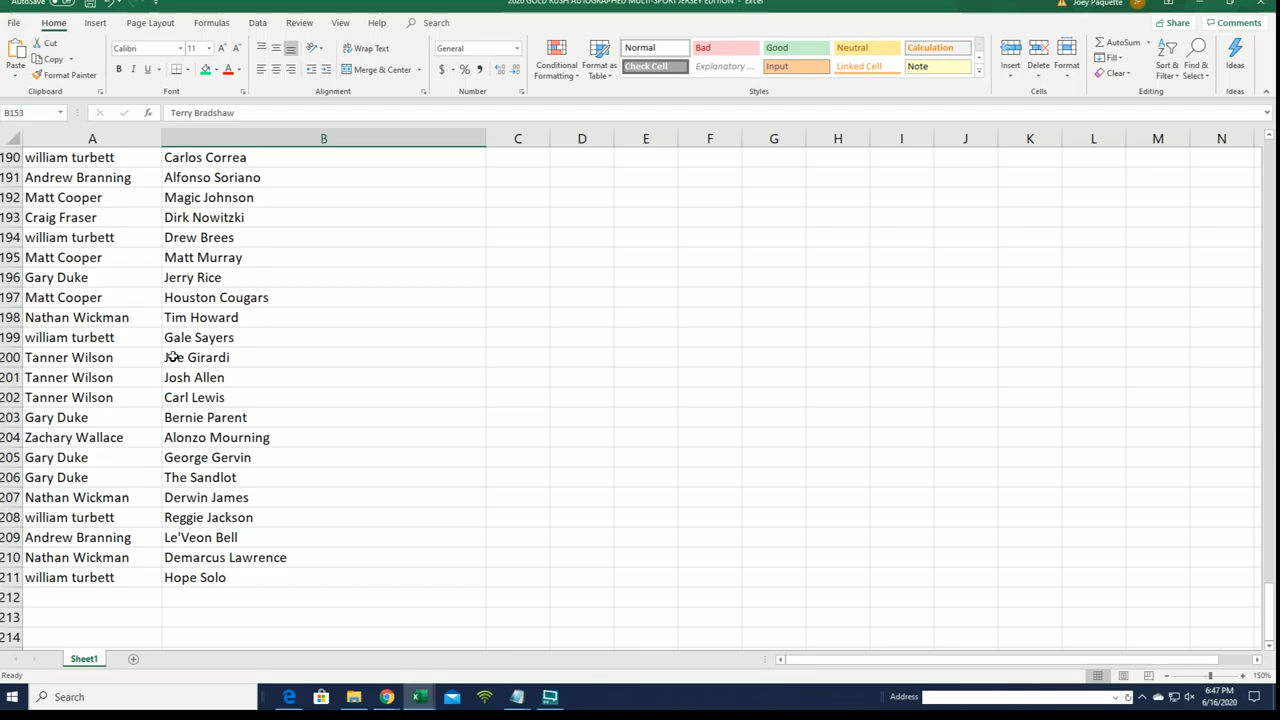 AutoSave
2020 GOLD RUSH AUTOGRAPHED MULTI-SPORT JERSEY EDITION - Excel
Joey Paquette
JP
File Home Insert Page Layout Formulas Data Review View Help Search
Share Comments
Cut
Copy
Format Painter
Paste
Calibri 11
B I U
Wrap Text
Merge & Center
General
$ % 9
Conditional Formatting
Format as Table
Normal Bad Good Neutral Calculation
Check Cell Explanatory ... Input Linked Cell Note
Insert Delete Format
AutoSum
Fill
Clear
Sort & Filter
Find & Select
Ideas
Clipboard Font Alignment Number Styles Cells Editing Ideas
B153 fx Terry Bradshaw
A B C D E F G H I J K L M N
190 william turbett Carlos Correa
191 Andrew Branning Alfonso Soriano
192 Matt Cooper Magic Johnson
193 Craig Fraser Dirk Nowitzki
194 william turbett Drew Brees
195 Matt Cooper Matt Murray
196 Gary Duke Jerry Rice
197 Matt Cooper Houston Cougars
198 Nathan Wickman Tim Howard
199 william turbett Gale Sayers
200 Tanner Wilson Joe Girardi
201 Tanner Wilson Josh Allen
202 Tanner Wilson Carl Lewis
203 Gary Duke Bernie Parent
204 Zachary Wallace Alonzo Mourning
205 Gary Duke George Gervin
206 Gary Duke The Sandlot
207 Nathan Wickman Derwin James
208 william turbett Reggie Jackson
209 Andrew Branning Le'Veon Bell
210 Nathan Wickman Demarcus Lawrence
211 william turbett Hope Solo
212
213
214
Sheet1
Ready
150%
Search
Address
6:47 PM
6/16/2020